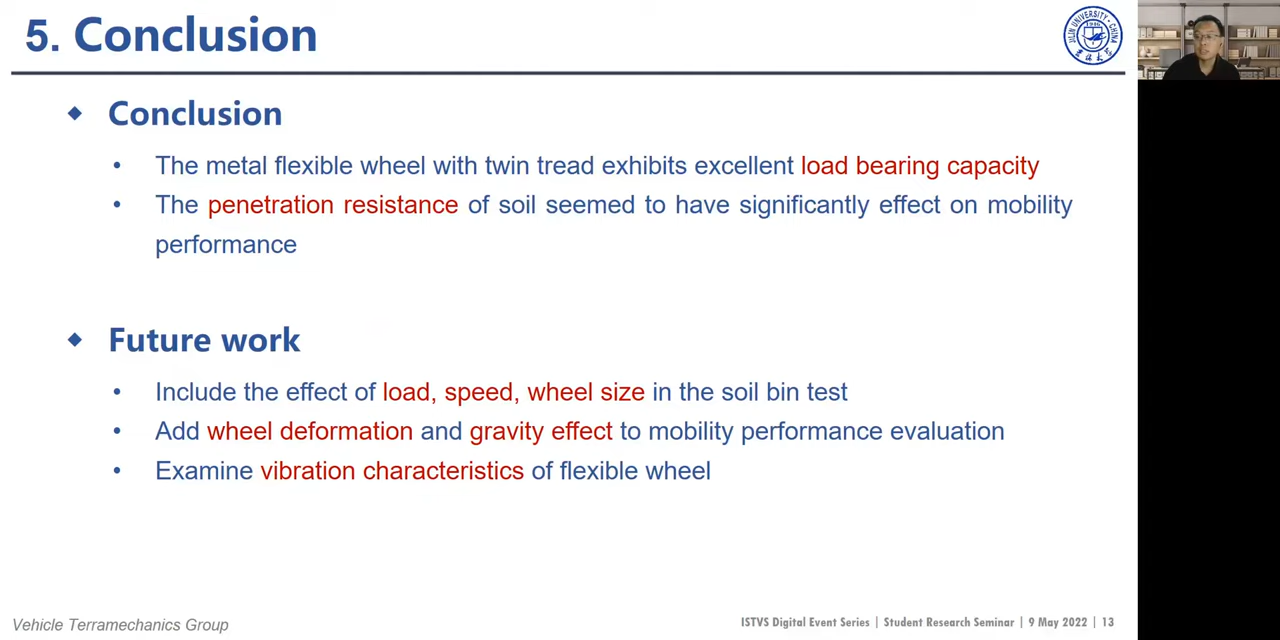 5. Conclusion
JILIN UNIVERSITY · CHINA
◆ Conclusion
• The metal flexible wheel with twin tread exhibits excellent load bearing capacity
• The penetration resistance of soil seemed to have significantly effect on mobility
performance
◆ Future work
• Include the effect of load, speed, wheel size in the soil bin test
• Add wheel deformation and gravity effect to mobility performance evaluation
• Examine vibration characteristics of flexible wheel
Vehicle Terramechanics Group
ISTVS Digital Event Series | Student Research Seminar | 9 May 2022 | 13